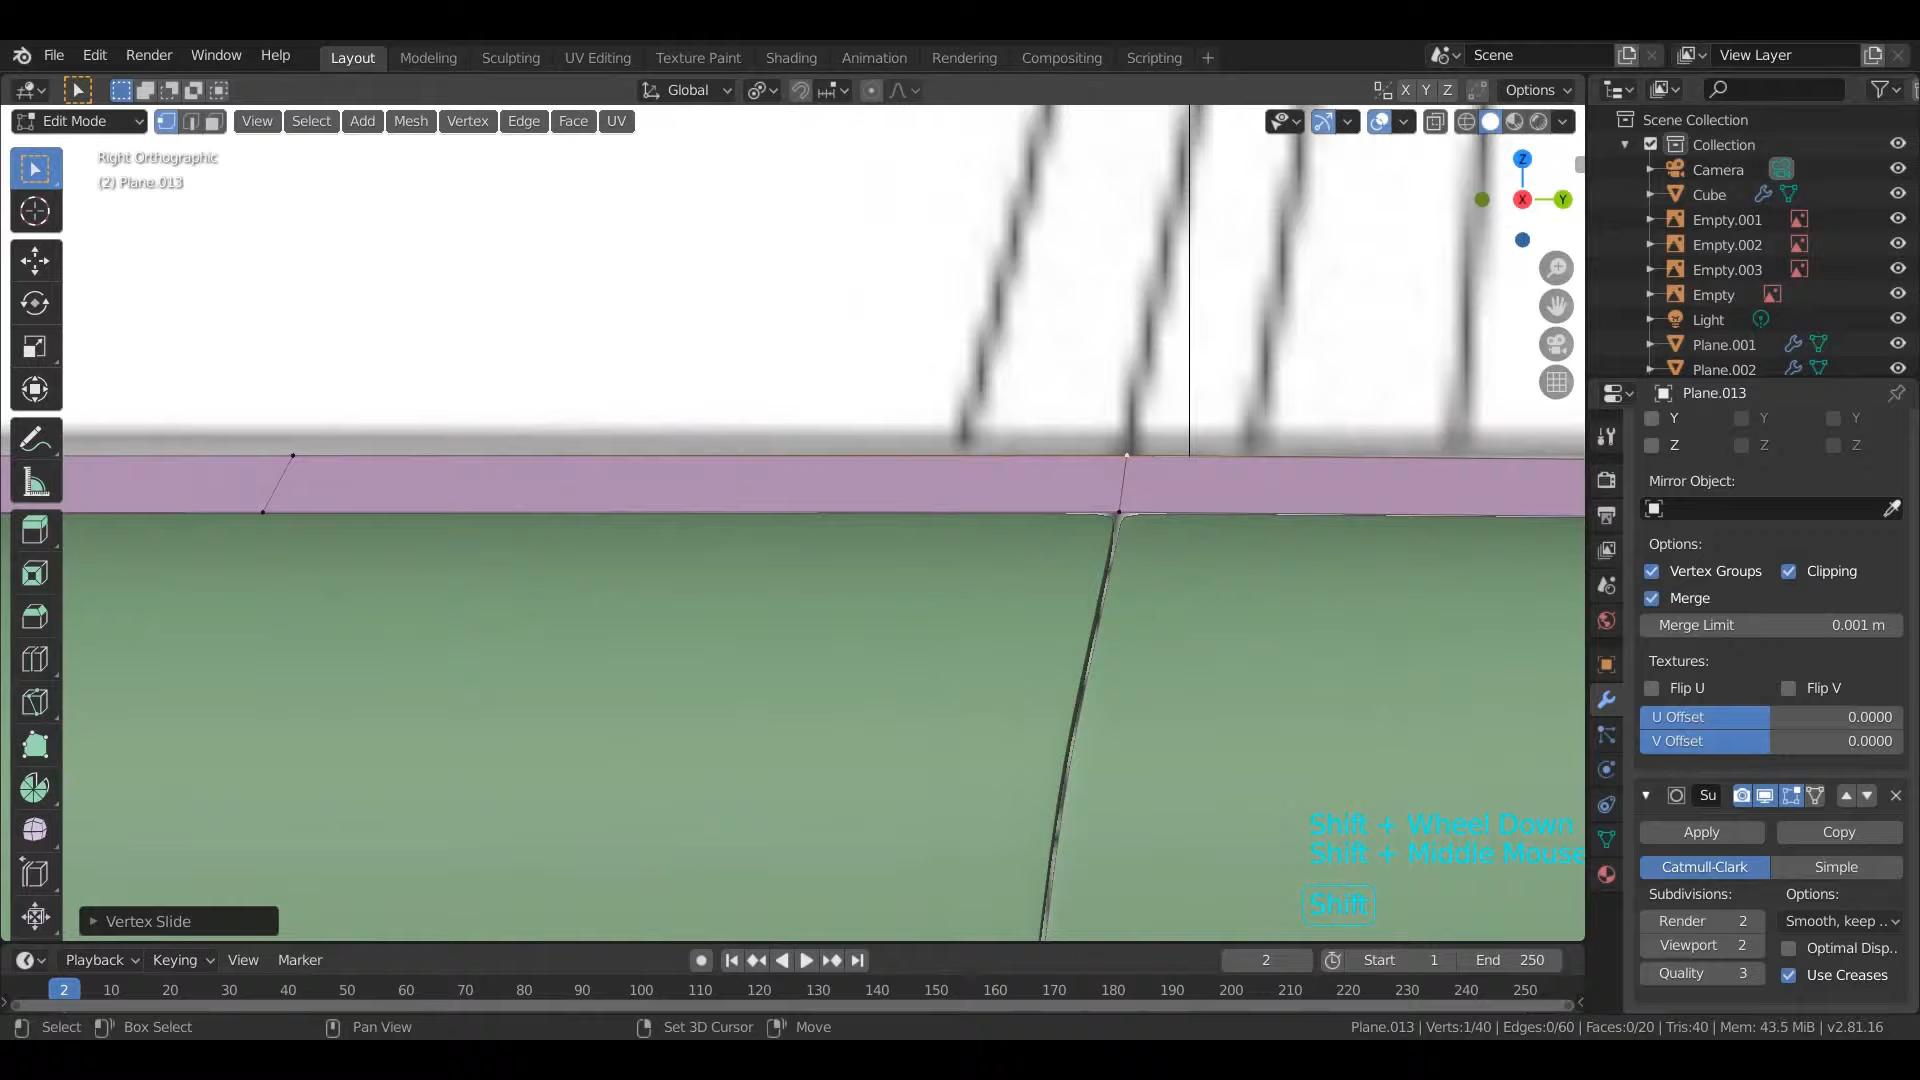 File Edit Render Window Help Layout Modeling Sculpting UV Editing Texture Paint Shading Animation Rendering Compositing Scripting + Scene View Layer
Global X Y Z Options
Edit Mode View Select Add Mesh Vertex Edge Face UV
Right Orthographic
(2) Plane.013
Z
X
Y
Scene Collection
Collection
Camera
Cube
Empty.001
Empty.002
Empty.003
Empty
Light
Plane.001
Plane.002
Plane.013
Y Y Y
Z Z Z
Mirror Object:
Options:
Vertex Groups Clipping
Merge
Merge Limit 0.001 m
Textures:
Flip U Flip V
U Offset 0.0000
V Offset 0.0000
Su
Apply Copy
Catmull-Clark Simple
Subdivisions: Options:
Render 2 Smooth, keep ..
Viewport 2 Optimal Disp..
Quality 3 Use Creases
Shift + Wheel Down
Shift + Middle Mouse
Shift
Vertex Slide
Playback Keying View Marker 2 Start 1 End 250
2 10 20 30 40 50 60 70 80 90 100 110 120 130 140 150 160 170 180 190 200 210 220 230 240 250
Select Box Select Pan View Set 3D Cursor Move Plane.013 | Verts:1/40 | Edges:0/60 | Faces:0/20 | Tris:40 | Mem: 43.5 MiB | v2.81.16